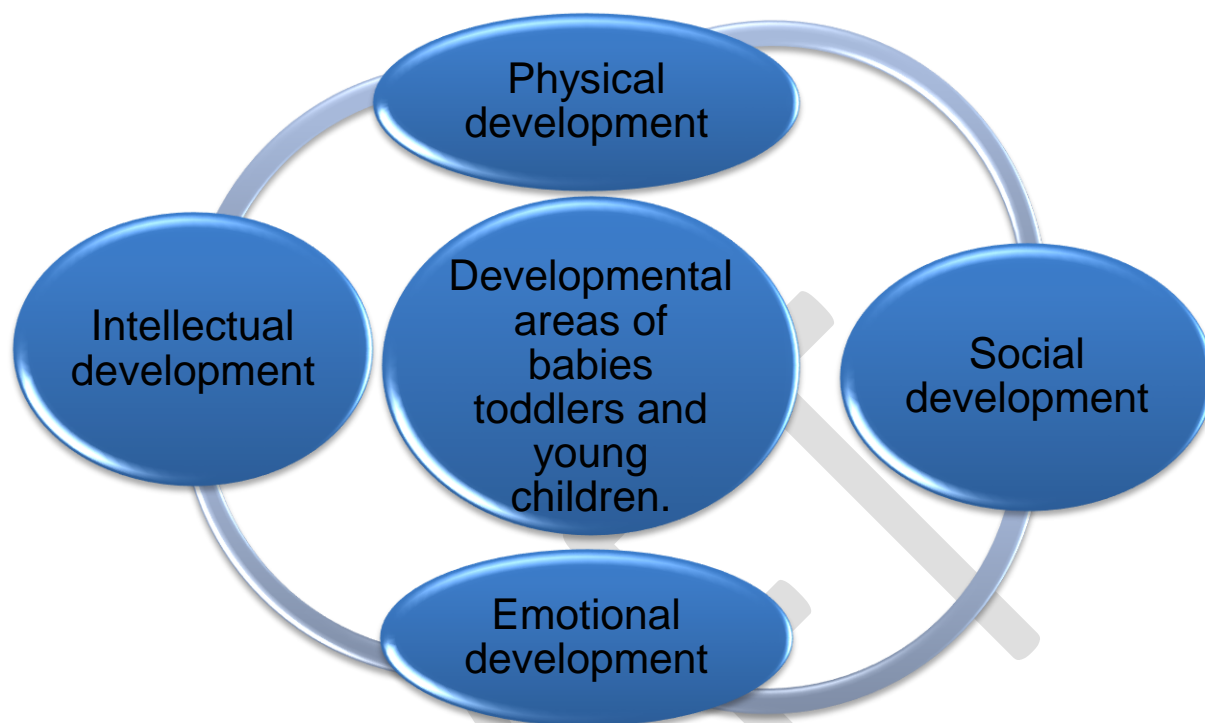 Physical
development
Intellectual
development
Developmental
areas of
babies
toddlers and
young
children.
Social
development
Emotional
development